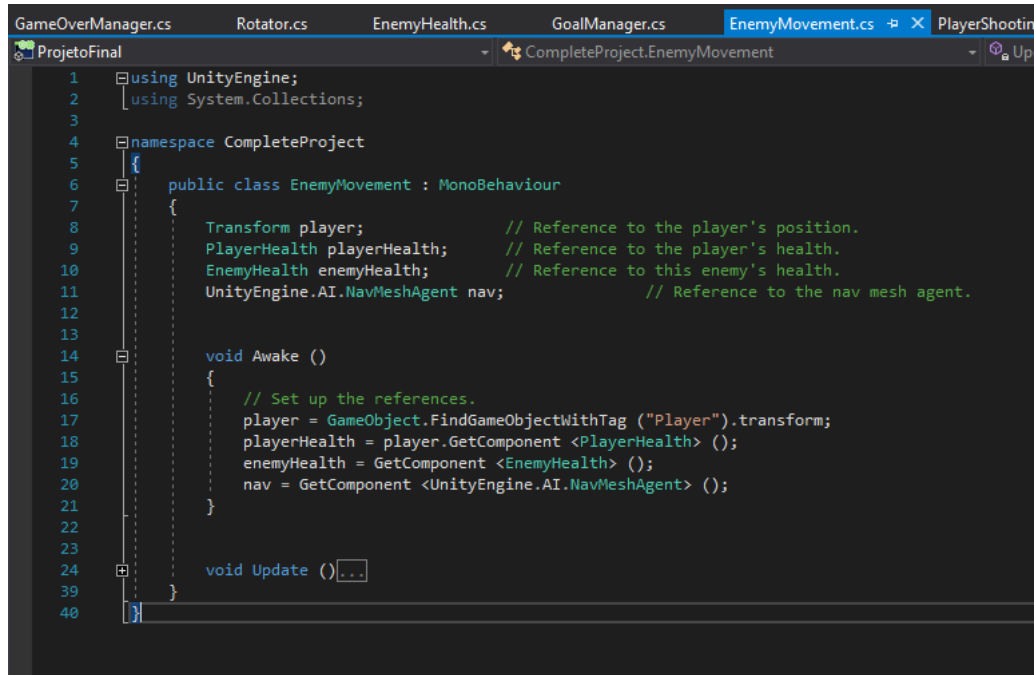 GameOverManager.cs Rotator.cs EnemyHealth.cs GoalManager.cs EnemyMovement.cs PlayerShootin
ProjetoFinal CompleteProject.EnemyMovement Up
1 using UnityEngine;
2 using System.Collections;
3
4 namespace CompleteProject
5 {
6 public class EnemyMovement : MonoBehaviour
7 {
8 Transform player; // Reference to the player's position.
9 PlayerHealth playerHealth; // Reference to the player's health.
10 EnemyHealth enemyHealth; // Reference to this enemy's health.
11 UnityEngine.AI.NavMeshAgent nav; // Reference to the nav mesh agent.
12
13
14 void Awake ()
15 {
16 // Set up the references.
17 player = GameObject.FindGameObjectWithTag ("Player").transform;
18 playerHealth = player.GetComponent <PlayerHealth> ();
19 enemyHealth = GetComponent <EnemyHealth> ();
20 nav = GetComponent <UnityEngine.AI.NavMeshAgent> ();
21 }
22
23
24 void Update ()...
39 }
40 }